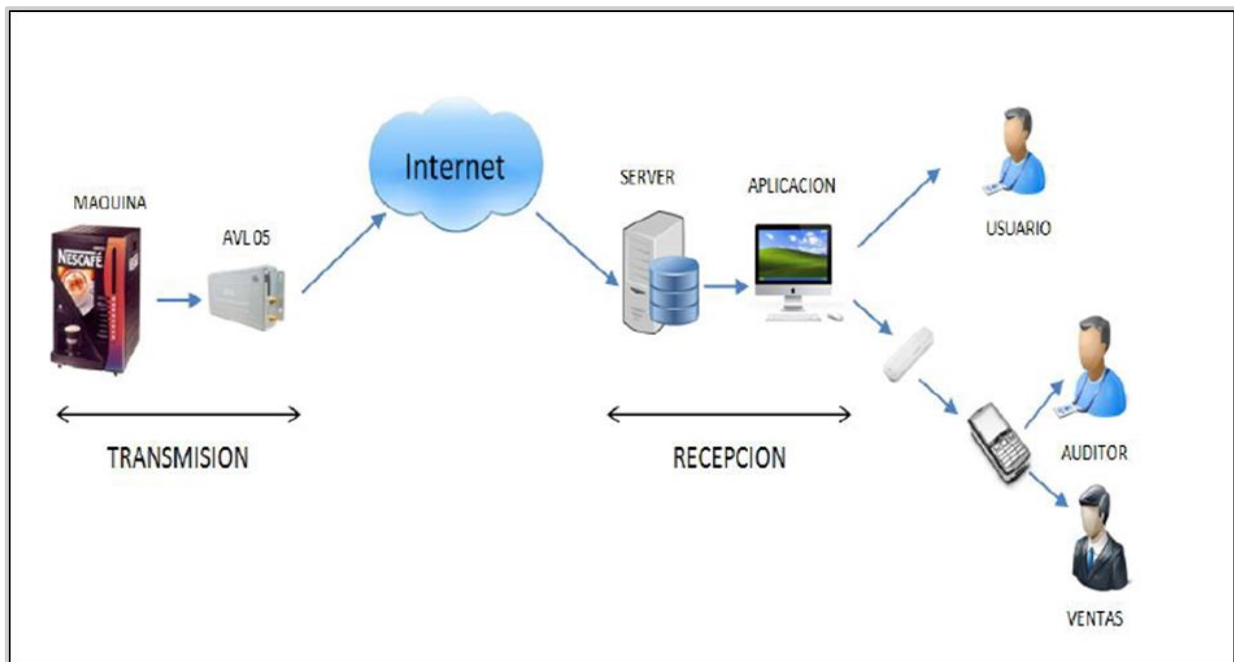 MAQUINA
NESCAFÉ
AVL 05
Internet
SERVER
APLICACION
USUARIO
TRANSMISION
RECEPCION
AUDITOR
VENTAS